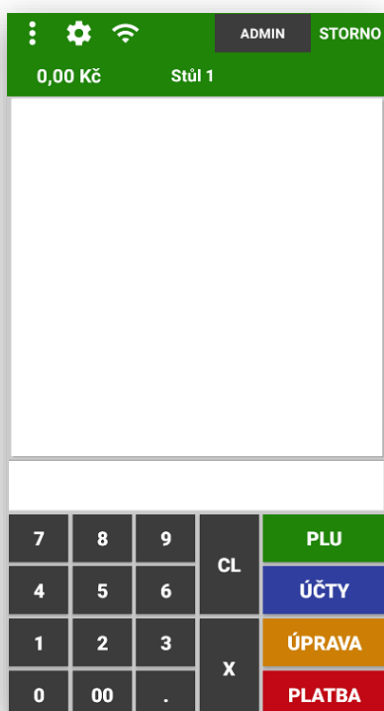 ADMIN STORNO
0,00 Kč Stůl 1
7 8 9 CL PLU
4 5 6 ÚČTY
1 2 3 X ÚPRAVA
0 00 . PLATBA